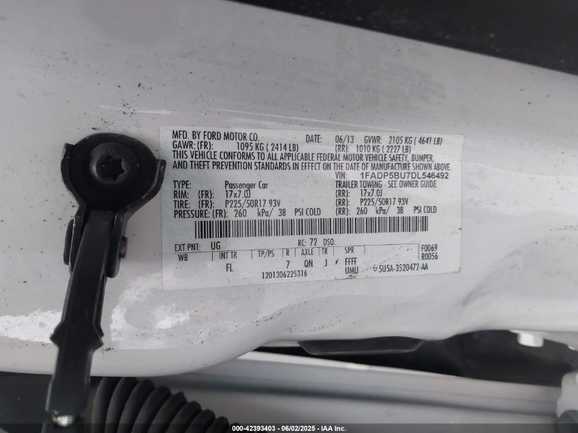 MFD. BY FORD MOTOR CO.
DATE: 06/13 GVWR: 2105 KG ( 4641 LB)
GAWR: (FR): 1095 KG ( 2414 LB) (RR): 1010 KG ( 2227 LB)
THIS VEHICLE CONFORMS TO ALL APPLICABLE FEDERAL MOTOR VEHICLE SAFETY, BUMPER,
AND THEFT PREVENTION STANDARDS IN EFFECT ON THE DATE OF MANUFACTURE SHOWN ABOVE.
VIN: 1FADP5BU7DL546492
TYPE: Passenger Car TRAILER TOWING - SEE OWNER GUIDE
RIM: (FR): 17x7.0J (RR): 17x7.0J
TIRE: (FR): P225/50R17 93V (RR): P225/50R17 93V
PRESSURE: (FR): 260 kPa/ 38 PSI COLD (RR): 260 kPa/ 38 PSI COLD
EXT PNT: UG RC: 72 DSO: F0069
WB INT TR TP/PS R AXLE TR SPR R0056
FL 7 QN J FFFF
1201306225316 UMU 5U5A-3520472-AA
000-42393403 - 06/02/2025 - IAA Inc.